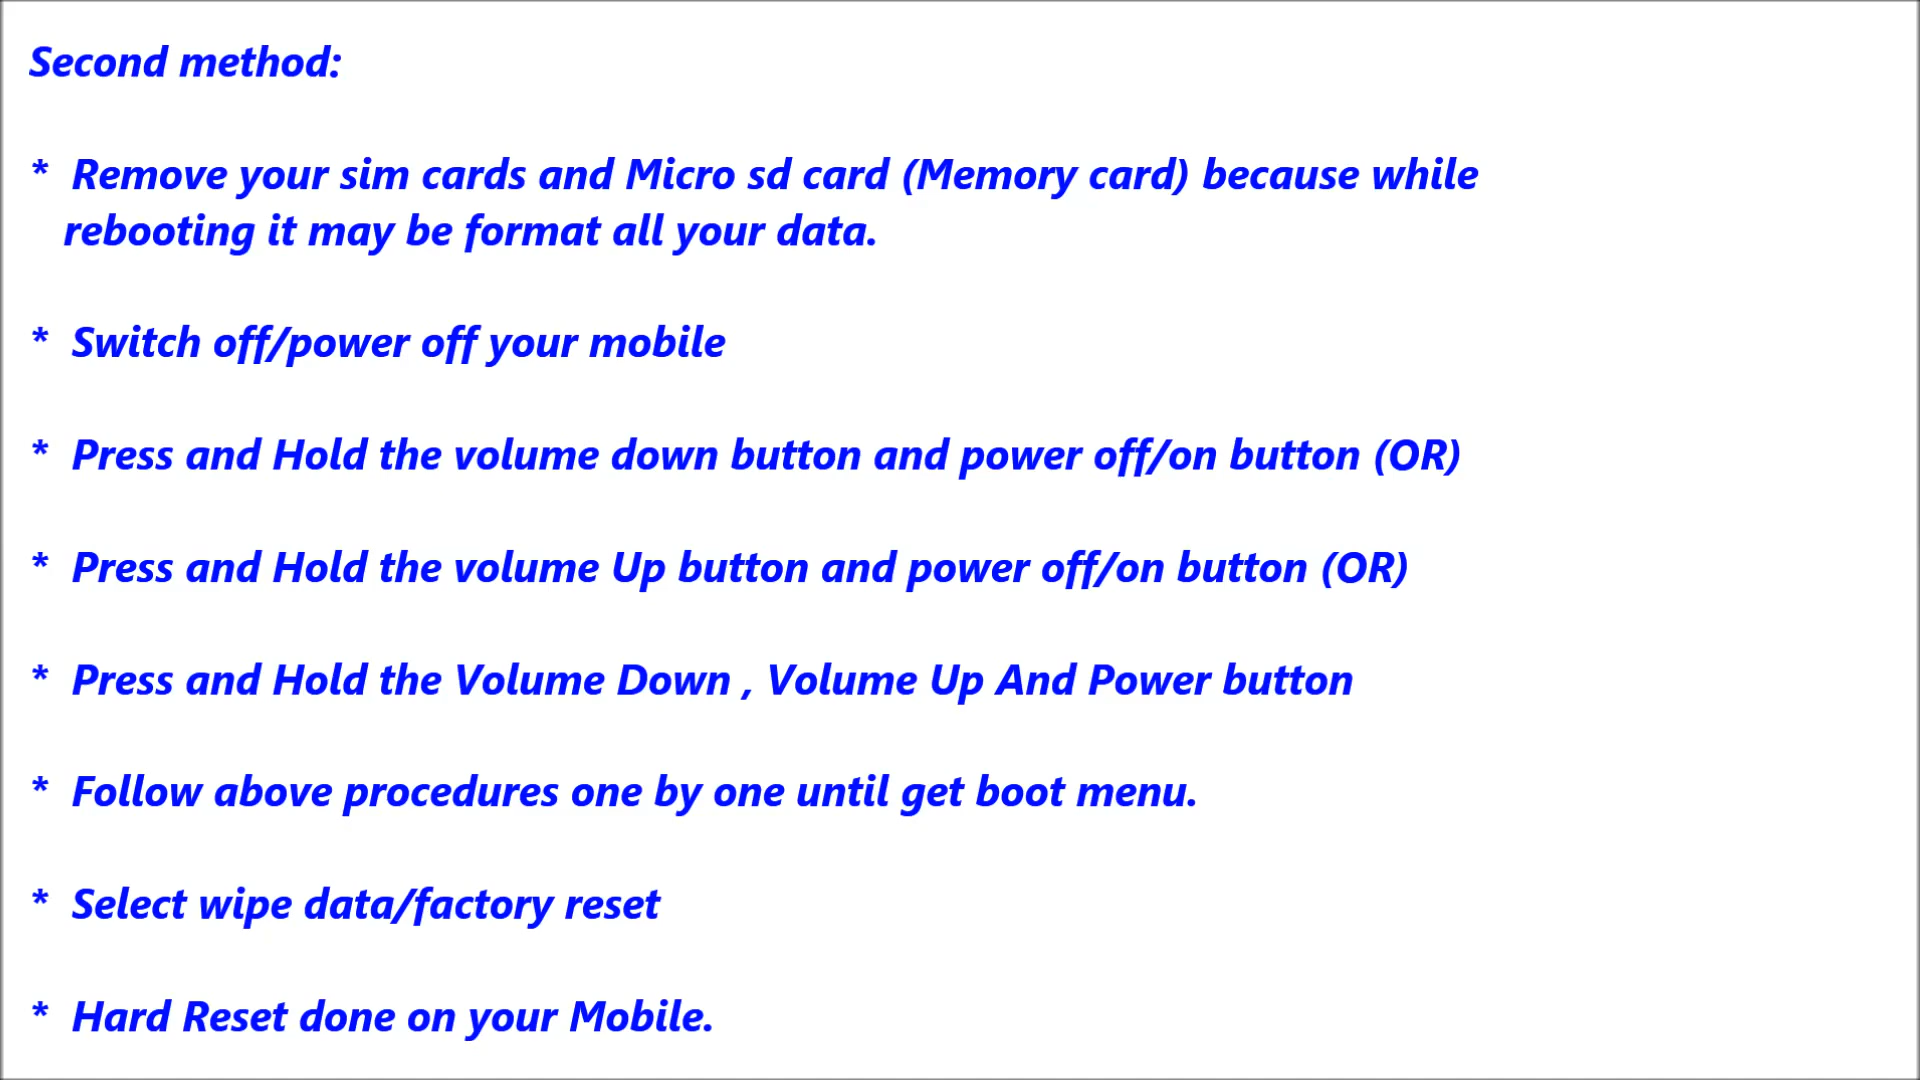 Second method:
* Remove your sim cards and Micro sd card (Memory card) because while
rebooting it may be format all your data.
* Switch off/power off your mobile
* Press and Hold the volume down button and power off/on button (OR)
* Press and Hold the volume Up button and power off/on button (OR)
* Press and Hold the Volume Down , Volume Up And Power button
* Follow above procedures one by one until get boot menu.
* Select wipe data/factory reset
* Hard Reset done on your Mobile.